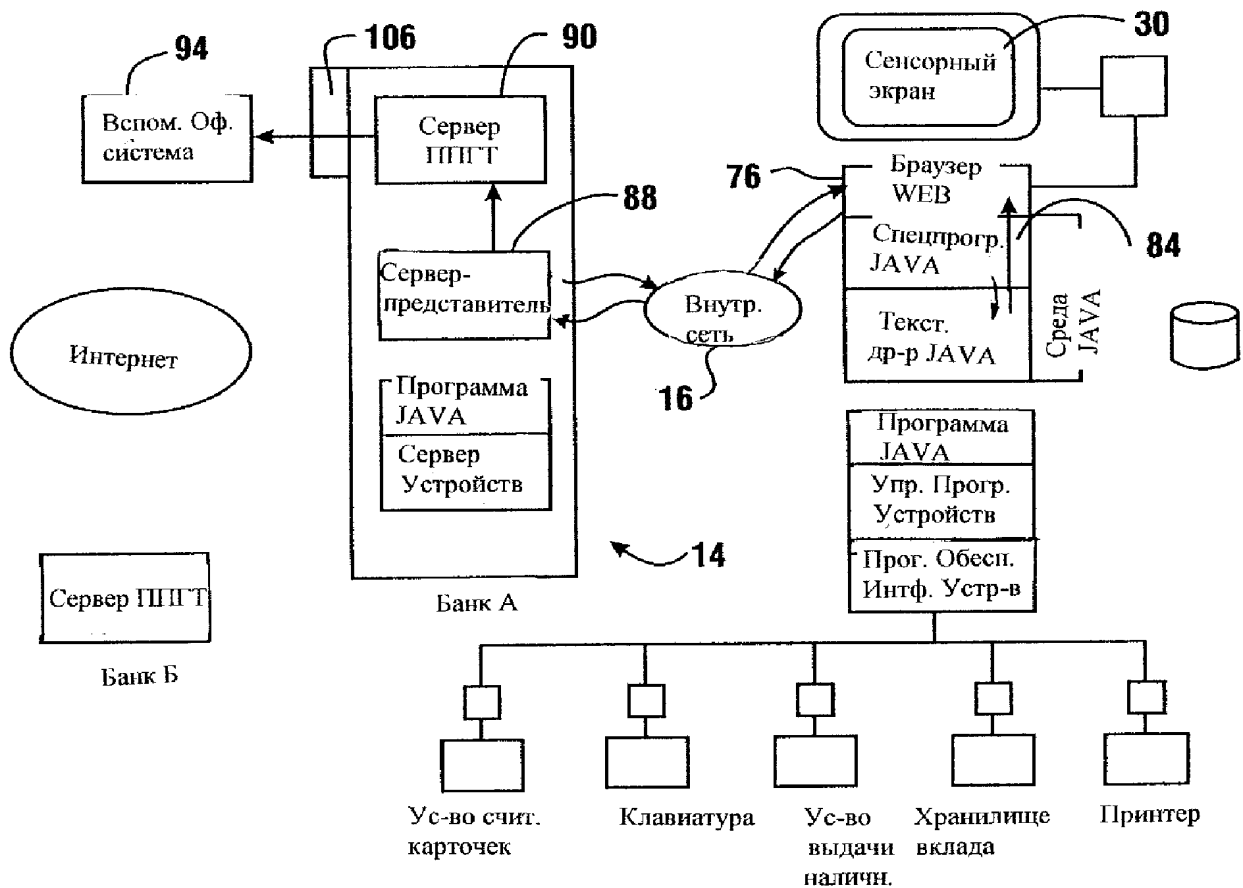 94
106
90
30
Вспом. Оф.
система
Сервер
ППГТ
Сенсорный
экран
76
Браузер
WEB
88
84
Спецпрогр.
JAVA
Сервер-
представитель
Внутр.
сеть
16
Текст.
др-р JAVA
Среда
JAVA
Интернет
Программа
JAVA
Сервер
Устройств
14
Банк А
Программа
JAVA
Упр. Прогр.
Устройств
Прог. Обесп.
Интф. Устр-в
Сервер ППГТ
Банк Б
Ус-во счит.
карточек
Клавиатура
Ус-во
выдачи
наличн.
Хранилище
вклада
Принтер